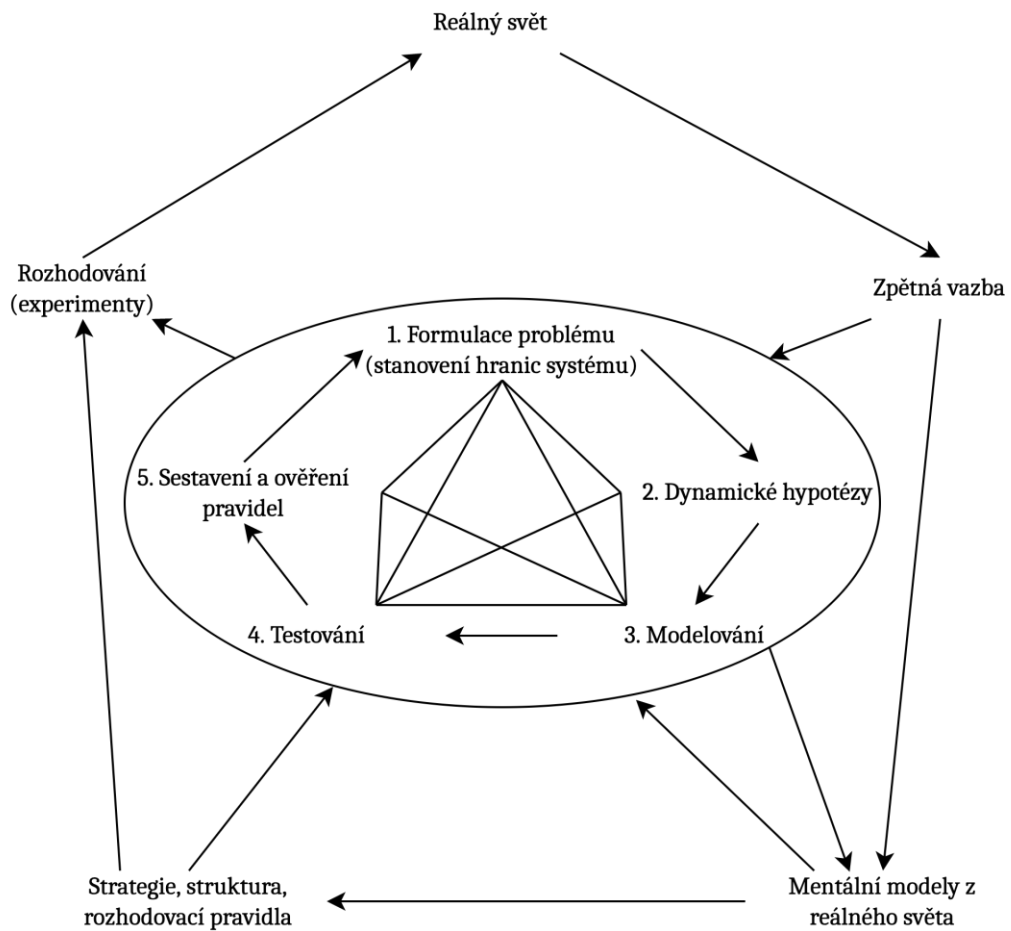 Reálný svět
Rozhodování
(experimenty)
Zpětná vazba
1. Formulace problému
(stanovení hranic systému)
5. Sestavení a ověření
pravidel
2. Dynamické hypotézy
4. Testování
3. Modelování
Strategie, struktura,
rozhodovací pravidla
Mentální modely z
reálného světa